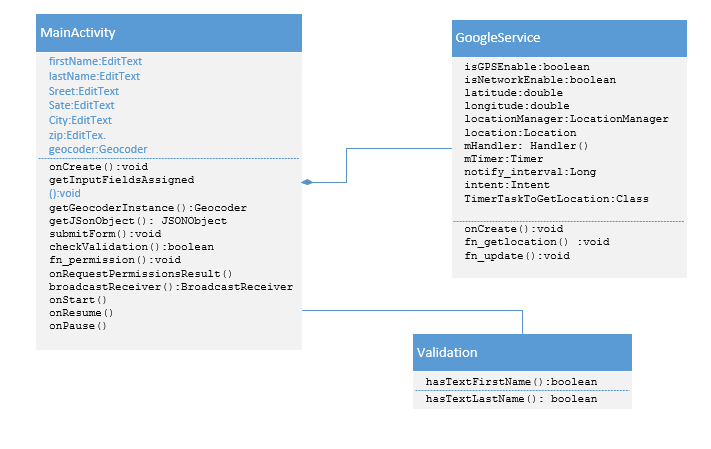 MainActivity
firstName:EditText
lastName:EditText
Sreet:EditText
Sate:EditText
City:EditText
zip:EditTex.
geocoder:Geocoder
onCreate():void
getInputFieldsAssigned
():void
getGeocoderInstance():Geocoder
getJSonObject(): JSONObject
submitForm():void
checkValidation():boolean
fn_permission():void
onRequestPermissionsResult()
broadcastReceiver():BroadcastReceiver
onStart()
onResume()
onPause()
GoogleService
isGPSEnable:boolean
isNetworkEnable:boolean
latitude:double
longitude:double
locationManager:LocationManager
location:Location
mHandler: Handler()
mTimer:Timer
notify_interval:Long
intent:Intent
TimerTaskToGetLocation:Class
onCreate():void
fn_getlocation() :void
fn_update():void
Validation
hasTextFirstName():boolean
hasTextLastName(): boolean